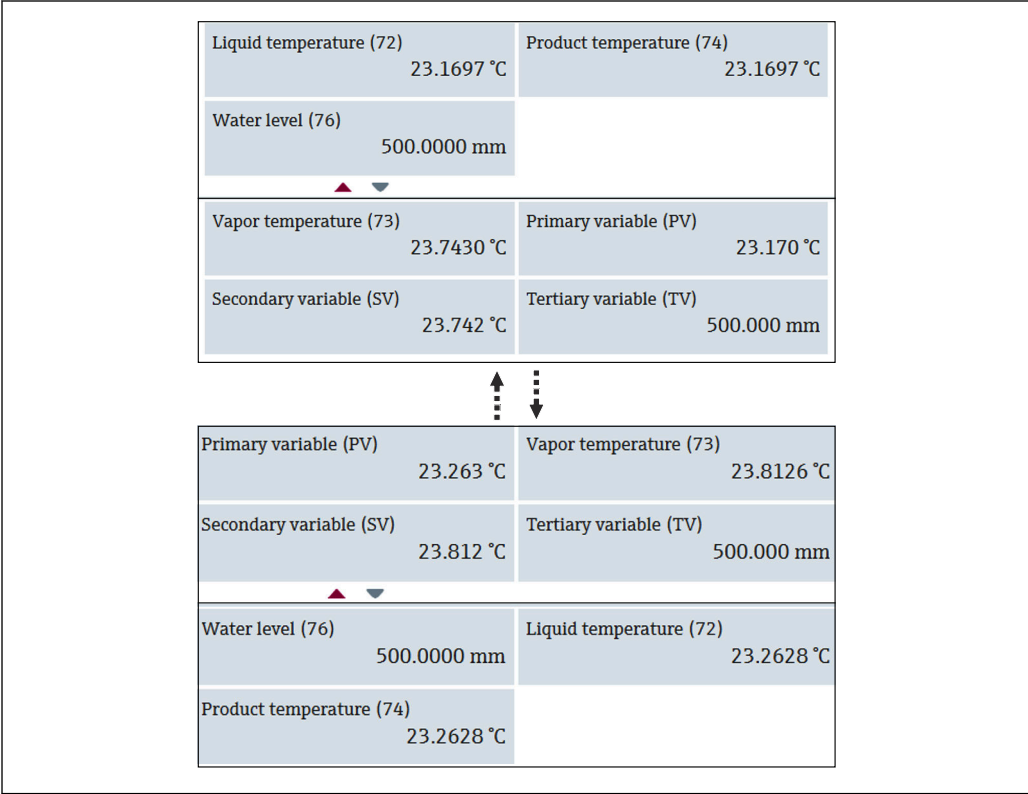 Liquid temperature (72)
23.1697 °C
Product temperature (74)
23.1697 °C
Water level (76)
500.0000 mm
Vapor temperature (73)
23.7430 °C
Primary variable (PV)
23.170 °C
Secondary variable (SV)
23.742 °C
Tertiary variable (TV)
500.000 mm
Primary variable (PV)
23.263 °C
Vapor temperature (73)
23.8126 °C
Secondary variable (SV)
23.812 °C
Tertiary variable (TV)
500.000 mm
Water level (76)
500.0000 mm
Liquid temperature (72)
23.2628 °C
Product temperature (74)
23.2628 °C